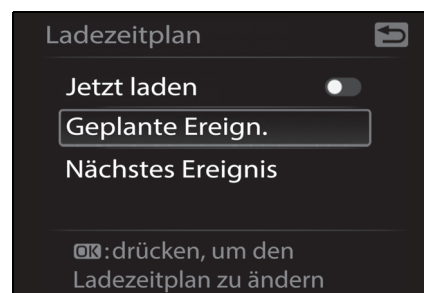 Ladezeitplan
Jetzt laden
Geplante Ereign.
Nächstes Ereignis
OK:drücken, um den
Ladezeitplan zu ändern